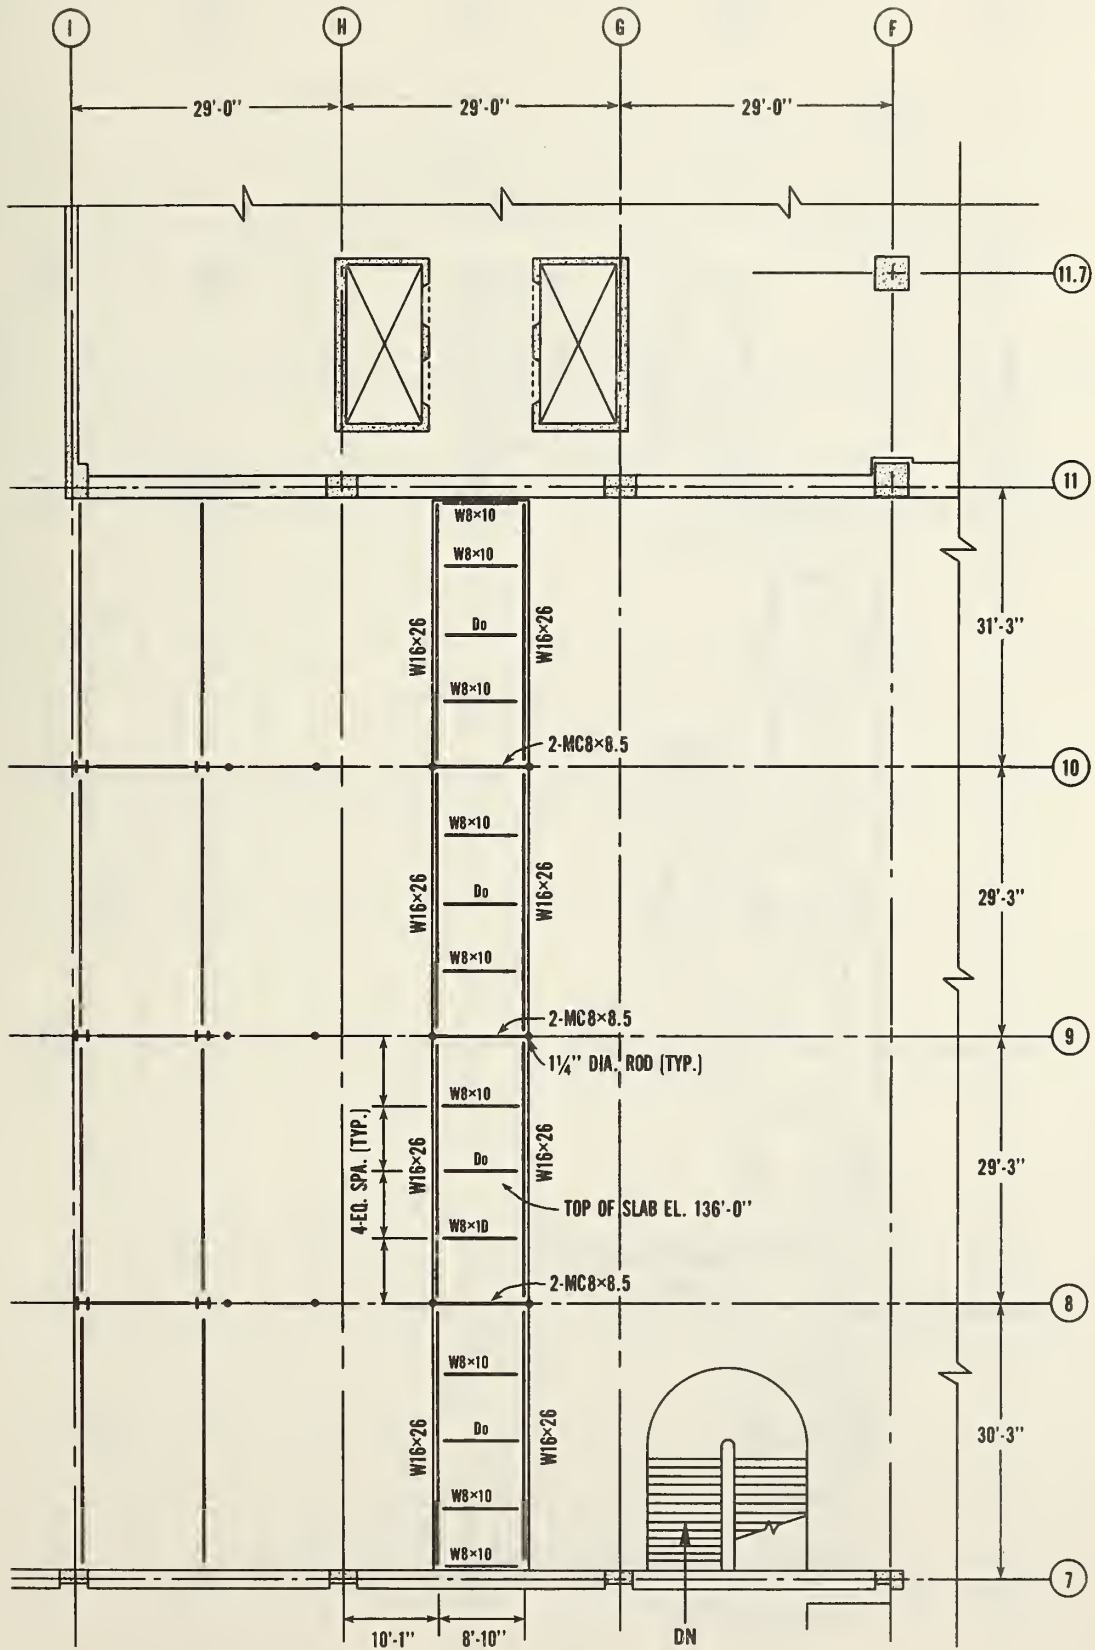 I H G F
29'-0" 29'-0" 29'-0"
11.7
11
W8×10
W8×10
Do
W16×26 W16×26
31'-3"
W8×10
2-MC8×8.5
10
W8×10
W16×26 Do W16×26
29'-3"
W8×10
2-MC8×8.5
9
1¼" DIA. ROD (TYP.)
W8×10
4-EQ. SPA. (TYP.) W16×26 Do W16×26
29'-3"
TOP OF SLAB EL. 136'-0"
W8×10
2-MC8×8.5
8
W8×10
W16×26 Do W16×26
30'-3"
W8×10
W8×10
7
10'-1" 8'-10" DN